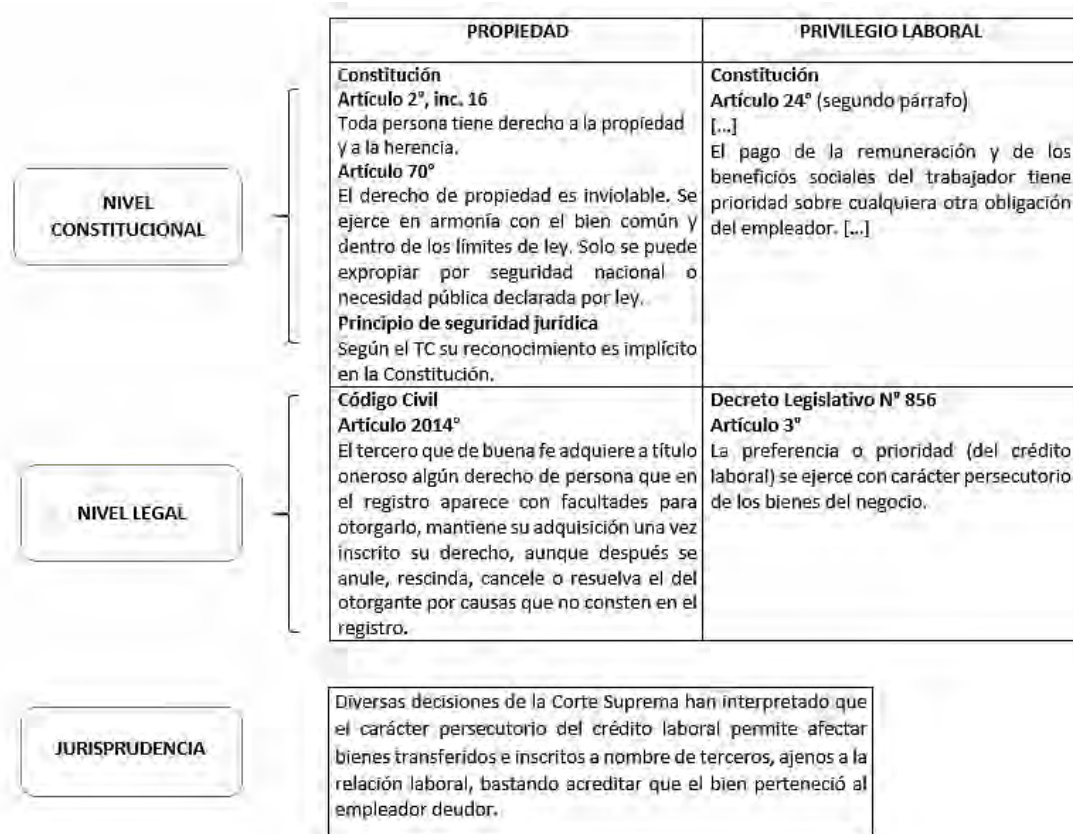 PROPIEDAD
PRIVILEGIO LABORAL
NIVEL
CONSTITUCIONAL
Constitución
Artículo 2°, inc. 16
Toda persona tiene derecho a la propiedad
y a la herencia.
Artículo 70°
El derecho de propiedad es inviolable. Se
ejerce en armonía con el bien común y
dentro de los límites de ley. Solo se puede
expropiar por seguridad nacional o
necesidad pública declarada por ley.
Principio de seguridad jurídica
Según el TC su reconocimiento es implícito
en la Constitución.
Constitución
Artículo 24° (segundo párrafo)
[...]
El pago de la remuneración y de los
beneficios sociales del trabajador tiene
prioridad sobre cualquiera otra obligación
del empleador. [...]
NIVEL LEGAL
Código Civil
Artículo 2014°
El tercero que de buena fe adquiere a título
oneroso algún derecho de persona que en
el registro aparece con facultades para
otorgarlo, mantiene su adquisición una vez
inscrito su derecho, aunque después se
anule, rescinda, cancele o resuelva el del
otorgante por causas que no consten en el
registro.
Decreto Legislativo N° 856
Artículo 3°
La preferencia o prioridad (del crédito
laboral) se ejerce con carácter persecutorio
de los bienes del negocio.
JURISPRUDENCIA
Diversas decisiones de la Corte Suprema han interpretado que
el carácter persecutorio del crédito laboral permite afectar
bienes transferidos e inscritos a nombre de terceros, ajenos a la
relación laboral, bastando acreditar que el bien perteneció al
empleador deudor.